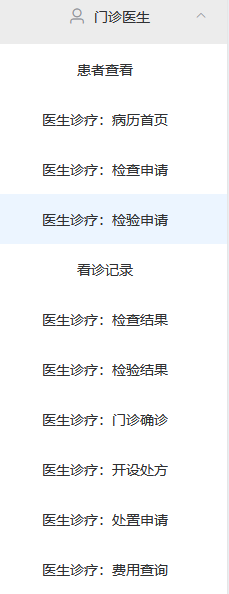 门诊医生
患者查看
医生诊疗：病历首页
医生诊疗：检查申请
医生诊疗：检验申请
看诊记录
医生诊疗：检查结果
医生诊疗：检验结果
医生诊疗：门诊确诊
医生诊疗：开设处方
医生诊疗：处置申请
医生诊疗：费用查询